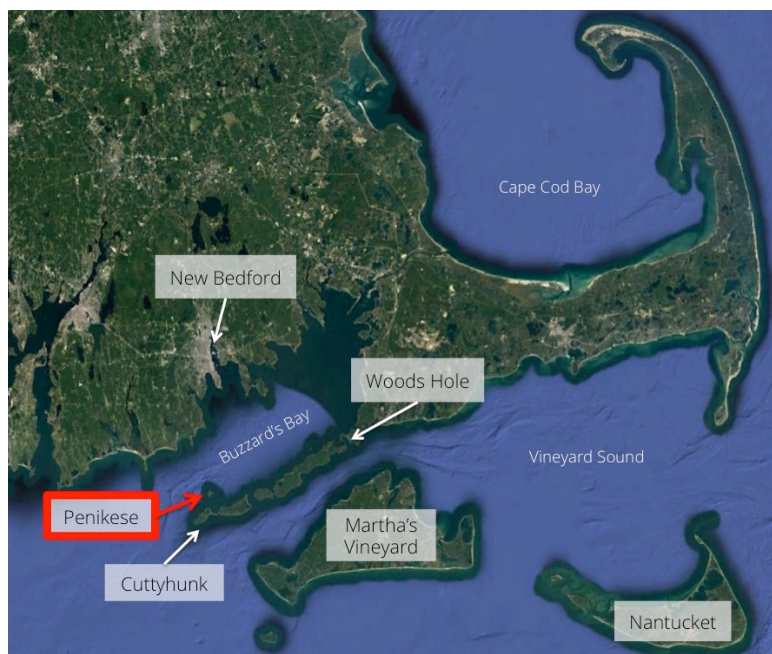 Cape Cod Bay
New Bedford
Woods Hole
Buzzard's Bay
Vineyard Sound
Penikese
Martha's
Vineyard
Cuttyhunk
Nantucket